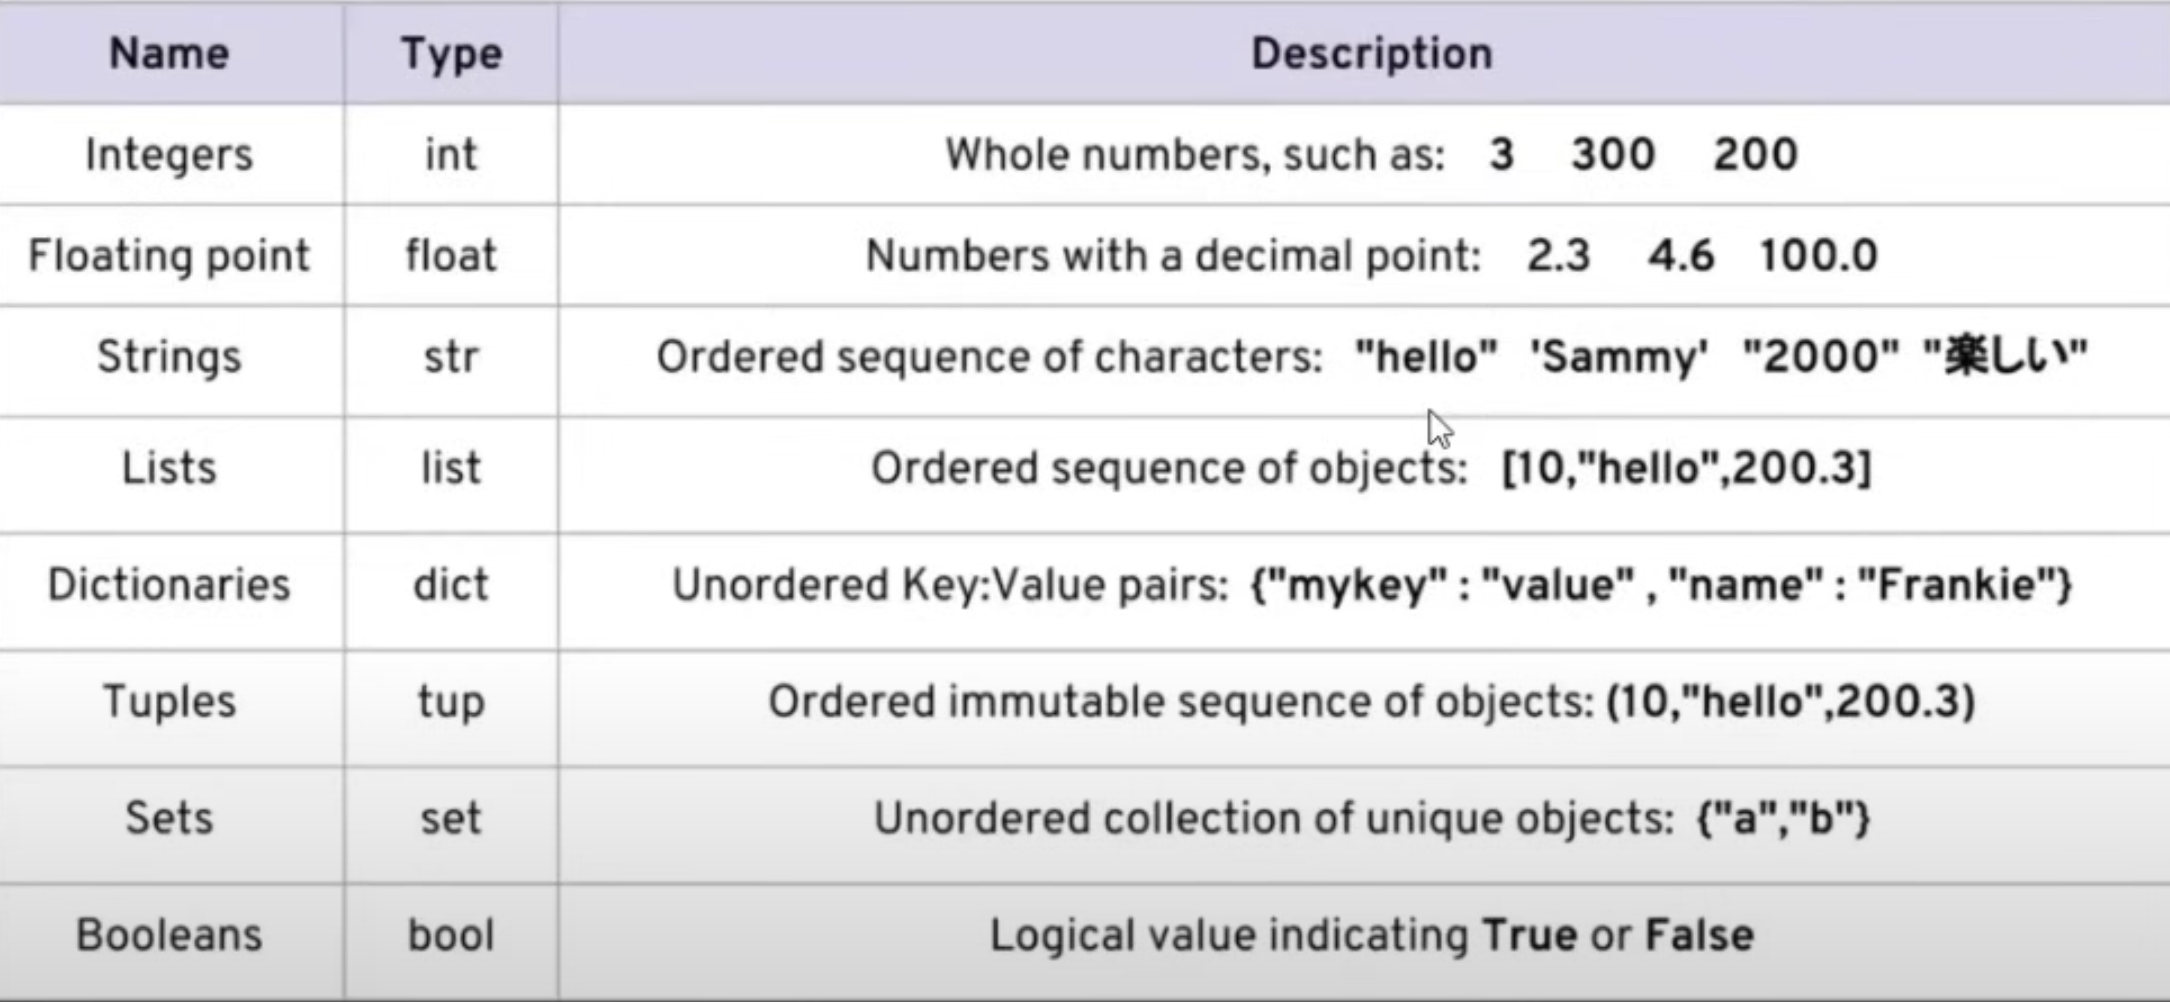 Name Type Description
Integers int Whole numbers, such as: 3 300 200
Floating point float Numbers with a decimal point: 2.3 4.6 100.0
Strings str Ordered sequence of characters: "hello" 'Sammy' "2000" "楽しい"
Lists list Ordered sequence of objects: [10,"hello",200.3]
Dictionaries dict Unordered Key:Value pairs: {"mykey" : "value" , "name" : "Frankie"}
Tuples tup Ordered immutable sequence of objects: (10,"hello",200.3)
Sets set Unordered collection of unique objects: {"a","b"}
Booleans bool Logical value indicating True or False